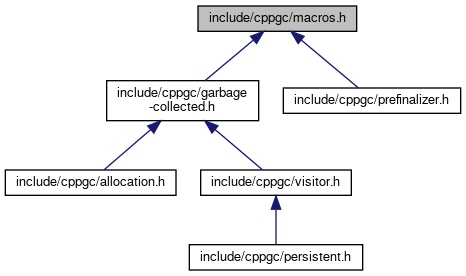 include/cppgc/macros.h
include/cppgc/garbage
-collected.h
include/cppgc/prefinalizer.h
include/cppgc/allocation.h
include/cppgc/visitor.h
include/cppgc/persistent.h